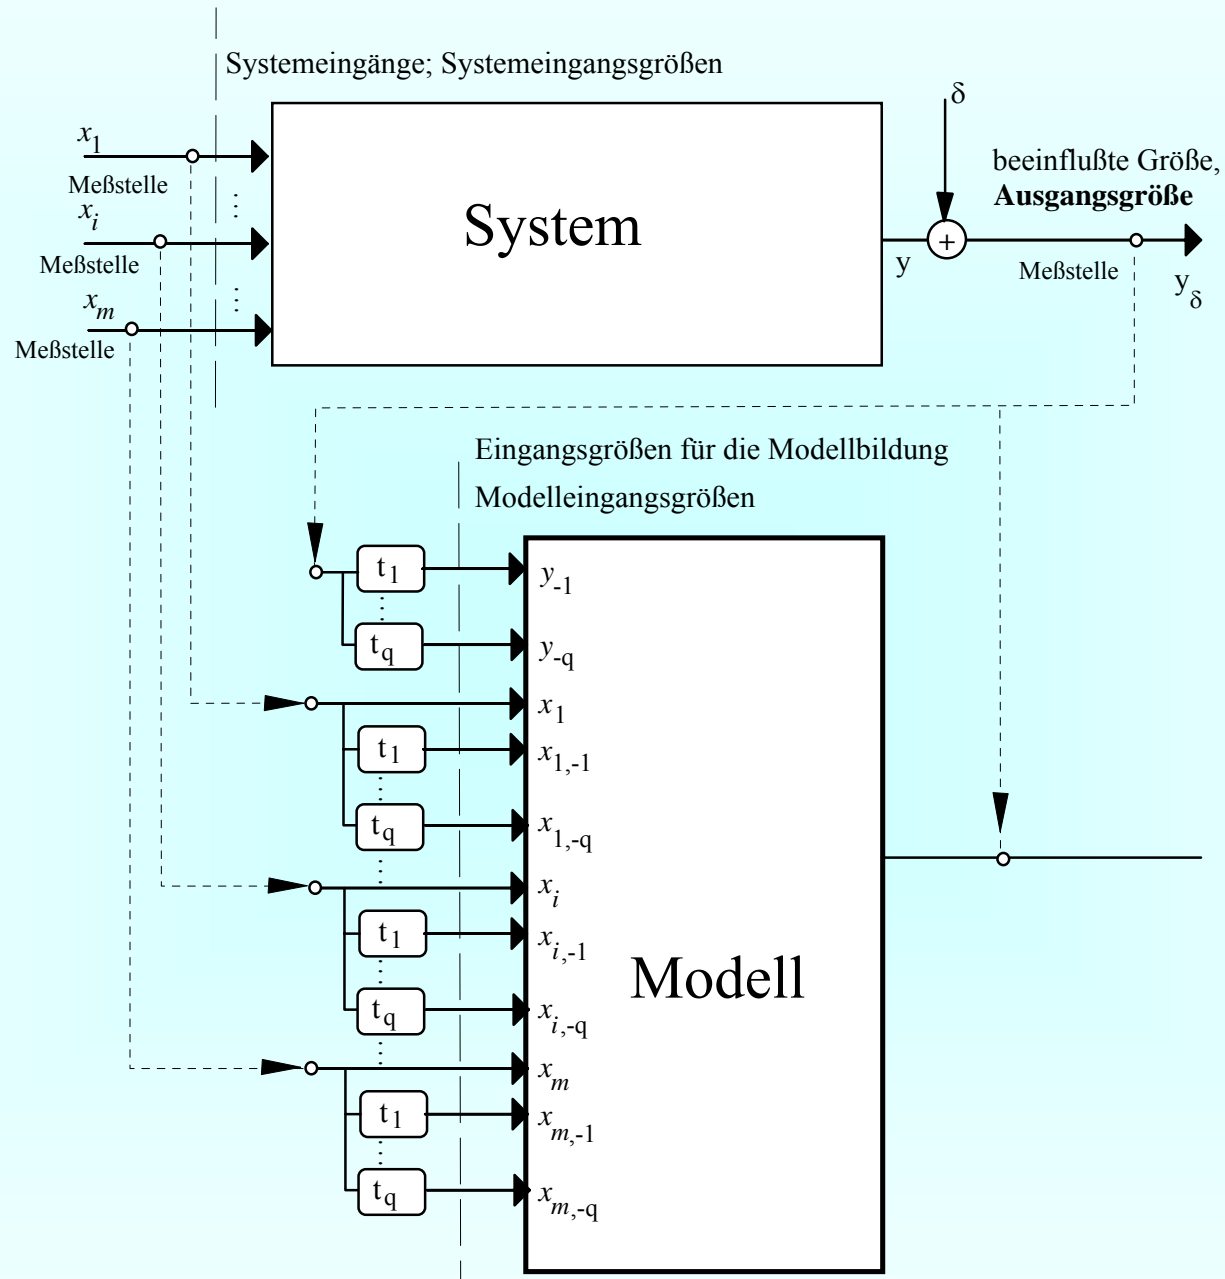 Systemeingänge; Systemeingangsgrößen
δ
x1
beeinflußte Größe,
Meßstelle
Ausgangsgröße
xi
System
+
y
Meßstelle
Meßstelle
yδ
xm
Meßstelle
Eingangsgrößen für die Modellbildung
Modelleingangsgrößen
t1
y-1
tq
y-q
x1
t1
x1,-1
tq
x1,-q
xi
t1
xi,-1
Modell
tq
xi,-q
xm
t1
xm,-1
tq
xm,-q